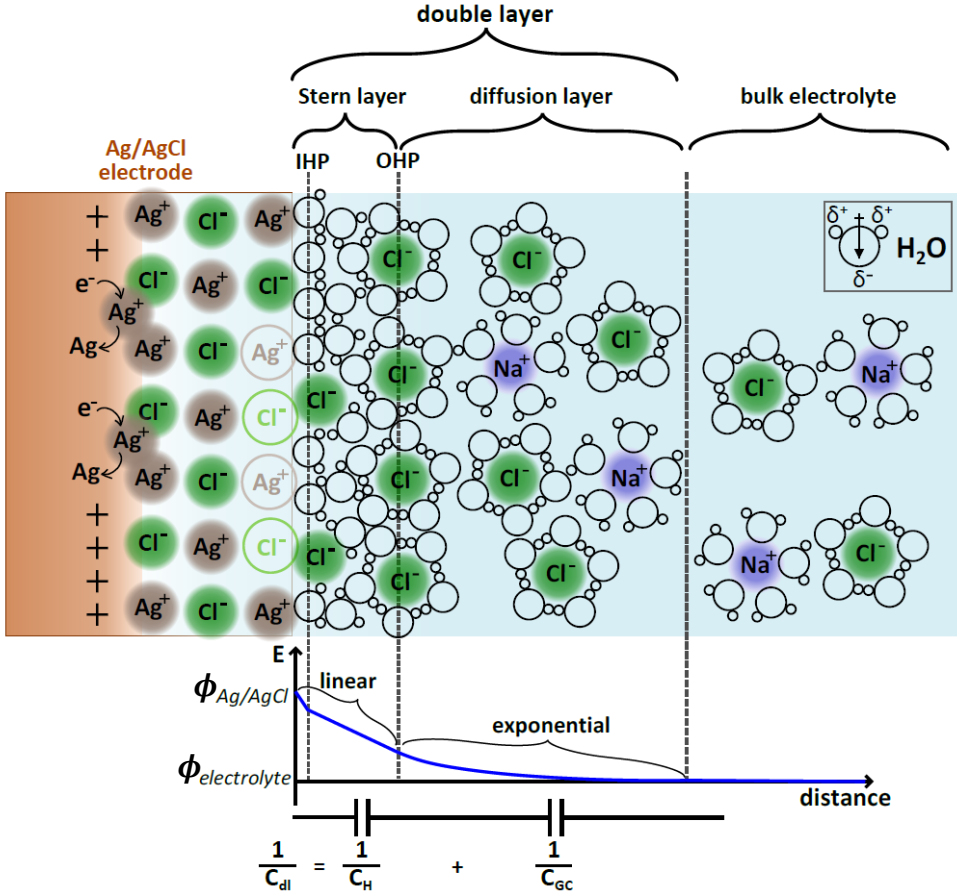 double layer
Stern layer
diffusion layer
bulk electrolyte
Ag/AgCl
electrode
IHP
OHP
+ Ag⁺ Cl⁻ Ag⁺
+
Cl⁻
δ⁺ + δ⁺
H₂O
δ⁻
Cl⁻
e⁻ Cl⁻ Ag⁺ Cl⁻
Ag⁺
Cl⁻
Ag Ag⁺ Cl⁻ Ag⁺
Cl⁻ Na⁺
Na⁺ Cl⁻
e⁻ Cl⁻ Ag⁺ Cl⁻ Cl⁻
Ag⁺
Ag Ag⁺ Cl⁻ Ag⁺
Cl⁻ Cl⁻ Na⁺
+
+ Cl⁻ Ag⁺ Cl⁻ Cl⁻
+
Cl⁻ Cl⁻ Na⁺ Cl⁻
+
+ Ag⁺ Cl⁻ Ag⁺
E
ϕAg/AgCl
linear
exponential
ϕelectrolyte
distance
1/Cdl = 1/CH + 1/CGC